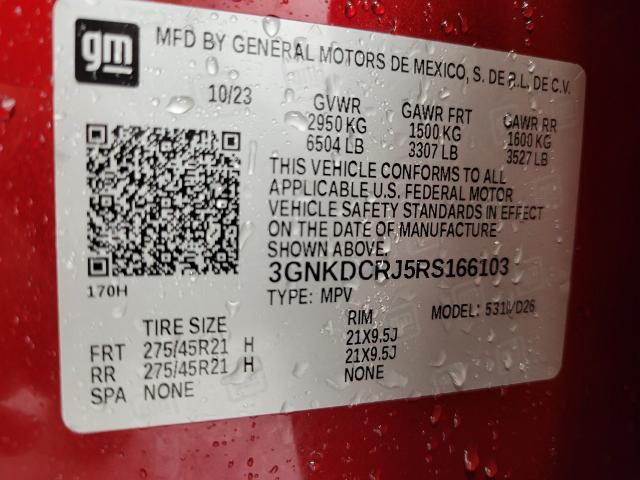 gm
MFD BY GENERAL MOTORS DE MEXICO, S. DE R.L. DE C.V.
10/23
GVWR GAWR FRT GAWR RR
2950 KG 1500 KG 1600 KG
6504 LB 3307 LB 3527 LB
THIS VEHICLE CONFORMS TO ALL
APPLICABLE U.S. FEDERAL MOTOR
VEHICLE SAFETY STANDARDS IN EFFECT
ON THE DATE OF MANUFACTURE
SHOWN ABOVE.
3GNKDCRJ5RS166103
170H
TYPE: MPV MODEL:
TIRE SIZE RIM
FRT 275/45R21 H 21X9.5J
RR 275/45R21 H 21X9.5J
SPA NONE NONE